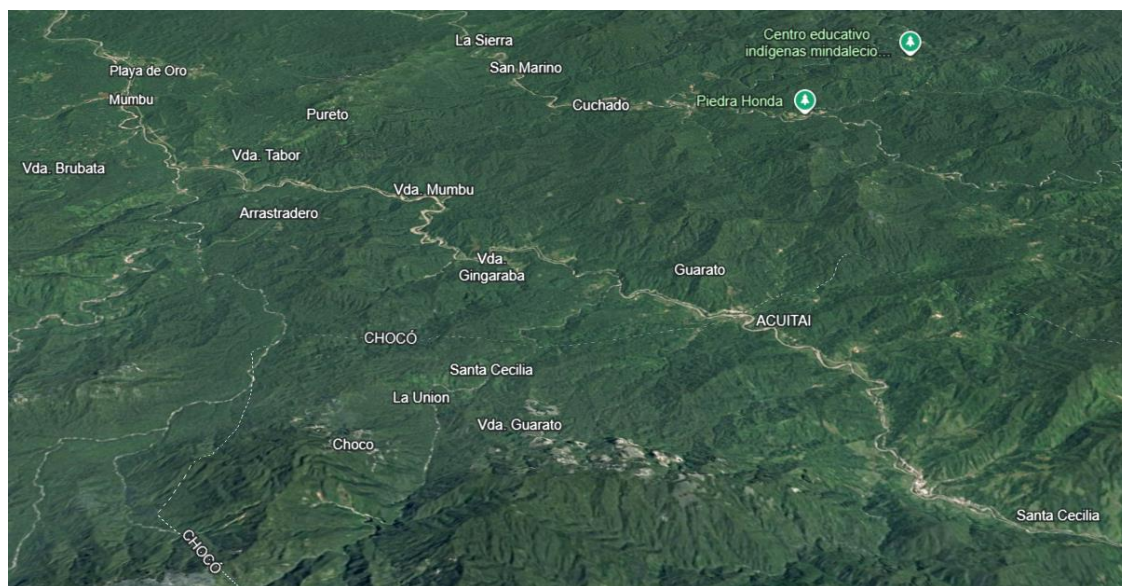 La Sierra
Centro educativo
indígenas mindalecio...
San Marino
Playa de Oro
Mumbu
Cuchado
Piedra Honda
Pureto
Vda. Tabor
Vda. Brubata
Vda. Mumbu
Arrastradero
Vda.
Gingaraba
Guarato
ACUITAI
CHOCÓ
Santa Cecilia
La Union
Vda. Guarato
Choco
Santa Cecilia
CHOCÓ